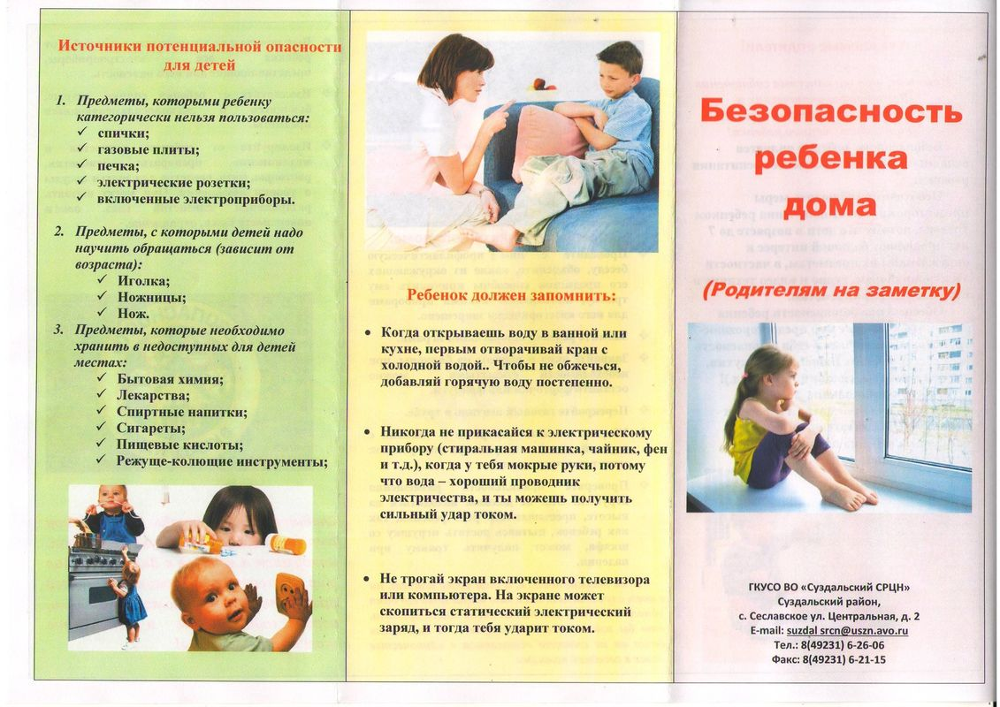 Источники потенциальной опасности
для детей
1. Предметы, которыми ребенку
категорически нельзя пользоваться:
✓ спички;
✓ газовые плиты;
✓ печка;
✓ электрические розетки;
✓ включенные электроприборы.
2. Предметы, с которыми детей надо
научить обращаться (зависит от
возраста):
✓ Иголка;
✓ Ножницы;
✓ Нож.
3. Предметы, которые необходимо
хранить в недоступных для детей
местах:
✓ Бытовая химия;
✓ Лекарства;
✓ Спиртные напитки;
✓ Сигареты;
✓ Пищевые кислоты;
✓ Режуще-колющие инструменты;
Ребенок должен запомнить:
• Когда открываешь воду в ванной или
кухне, первым отворачивай кран с
холодной водой.. Чтобы не обжечься,
добавляй горячую воду постепенно.
• Никогда не прикасайся к электрическому
прибору (стиральная машинка, чайник, фен
и т.д.), когда у тебя мокрые руки, потому
что вода – хороший проводник
электричества, и ты можешь получить
сильный удар током.
• Не трогай экран включенного телевизора
или компьютера. На экране может
скопиться статический электрический
заряд, и тогда тебя ударит током.
Безопасность
ребенка
дома
(Родителям на заметку)
ГКУСО ВО «Суздальский СРЦН»
Суздальский район,
с. Сеславское ул. Центральная, д. 2
E-mail: suzdal srcn@uszn.avo.ru
Тел.: 8(49231) 6-26-06
Факс: 8(49231) 6-21-15